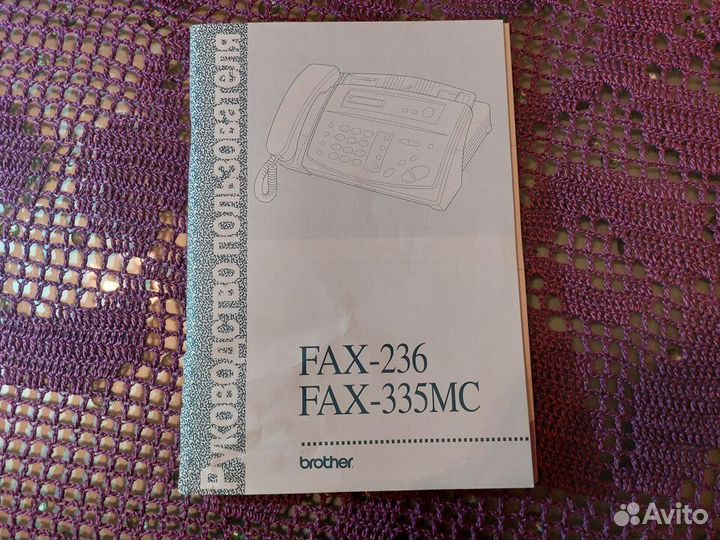 Руководство пользователя
FAX-236
FAX-335MC
brother
Avito